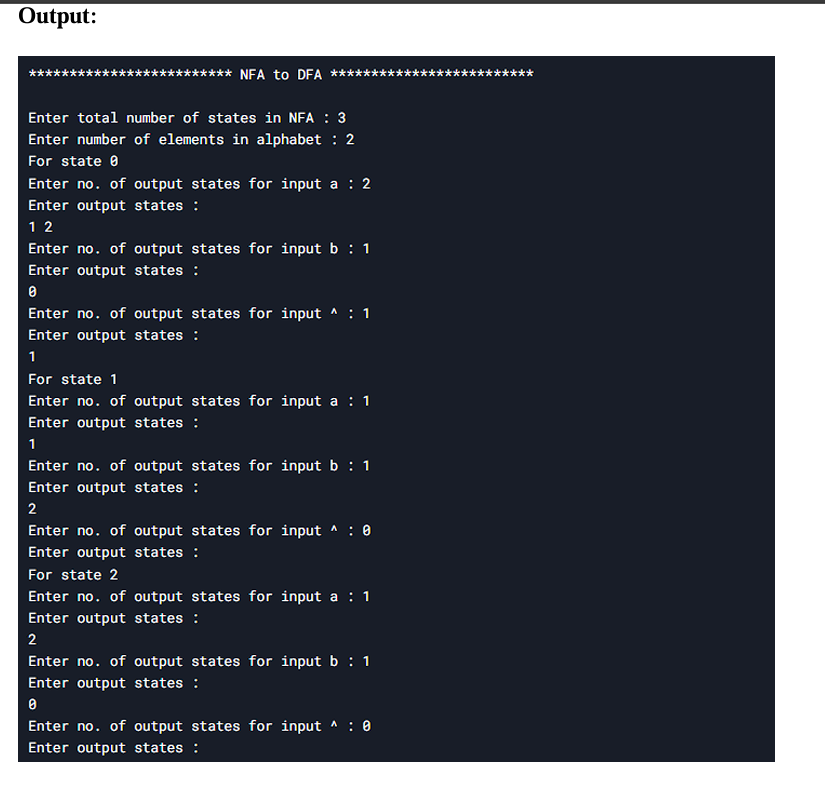 Output:
************************* NFA to DFA *************************
Enter total number of states in NFA : 3
Enter number of elements in alphabet : 2
For state 0
Enter no. of output states for input a : 2
Enter output states :
1 2
Enter no. of output states for input b : 1
Enter output states :
0
Enter no. of output states for input ^ : 1
Enter output states :
1
For state 1
Enter no. of output states for input a : 1
Enter output states :
1
Enter no. of output states for input b : 1
Enter output states :
2
Enter no. of output states for input ^ : 0
Enter output states :
For state 2
Enter no. of output states for input a : 1
Enter output states :
2
Enter no. of output states for input b : 1
Enter output states :
0
Enter no. of output states for input ^ : 0
Enter output states :